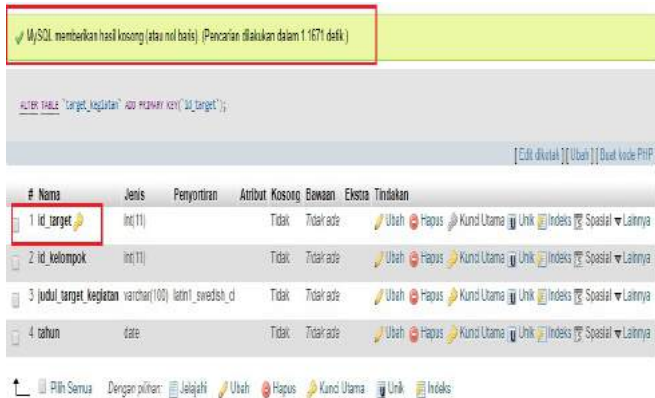 MySQL memberikan hasil kosong (atau nol baris). (Pencarian dilakukan dalam 1.1671 detik.)
ALTER TABLE `target_kegiatan` ADD PRIMARY KEY(`id_target`);
[ Edit dikotak ] [ Ubah ] [ Buat kode PHP
# Nama Jenis Penyortiran Atribut Kosong Bawaan Ekstra Tindakan
1 id_target int(11) Tidak Tidak ada Ubah Hapus Kunci Utama Unik Indeks Spasial Lainnya
2 id_kelompok int(11) Tidak Tidak ada Ubah Hapus Kunci Utama Unik Indeks Spasial Lainnya
3 judul_target_kegiatan varchar(100) latin1_swedish_ci Tidak Tidak ada Ubah Hapus Kunci Utama Unik Indeks Spasial Lainnya
4 tahun date Tidak Tidak ada Ubah Hapus Kunci Utama Unik Indeks Spasial Lainnya
Pilih Semua Dengan pilihan: Jelajahi Ubah Hapus Kunci Utama Unik Indeks